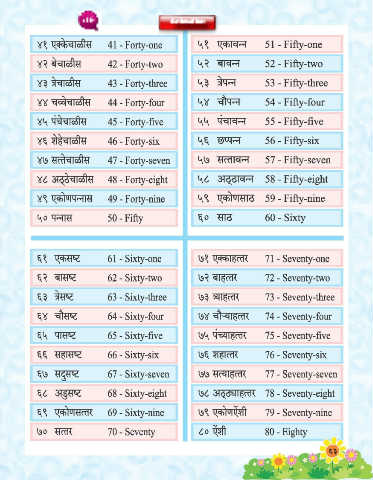 ४१ एक्केचाळीस 41 - Forty-one
४२ बेचाळीस 42 - Forty-two
४३ त्रेचाळीस 43 - Forty-three
४४ चव्वेचाळीस 44 - Forty-four
४५ पंचेचाळीस 45 - Forty-five
४६ शेहेचाळीस 46 - Forty-six
४७ सत्तेचाळीस 47 - Forty-seven
४८ अठ्ठेचाळीस 48 - Forty-eight
४९ एकोणपन्नास 49 - Forty-nine
५० पन्नास 50 - Fifty
५१ एकावन्न 51 - Fifty-one
५२ बावन्न 52 - Fifty-two
५३ त्रेपन्न 53 - Fifty-three
५४ चौपन्न 54 - Fifty-four
५५ पंचावन्न 55 - Fifty-five
५६ छप्पन्न 56 - Fifty-six
५७ सत्तावन्न 57 - Fifty-seven
५८ अठ्ठावन्न 58 - Fifty-eight
५९ एकोणसाठ 59 - Fifty-nine
६० साठ 60 - Sixty
६१ एकसष्ट 61 - Sixty-one
६२ बासष्ट 62 - Sixty-two
६३ त्रेसष्ट 63 - Sixty-three
६४ चौसष्ट 64 - Sixty-four
६५ पासष्ट 65 - Sixty-five
६६ सहासष्ट 66 - Sixty-six
६७ सदुसष्ट 67 - Sixty-seven
६८ अडुसष्ट 68 - Sixty-eight
६९ एकोणसत्तर 69 - Sixty-nine
७० सत्तर 70 - Seventy
७१ एक्काहत्तर 71 - Seventy-one
७२ बाहत्तर 72 - Seventy-two
७३ त्र्याहत्तर 73 - Seventy-three
७४ चौऱ्याहत्तर 74 - Seventy-four
७५ पंच्याहत्तर 75 - Seventy-five
७६ शहात्तर 76 - Seventy-six
७७ सत्याहत्तर 77 - Seventy-seven
७८ अठ्ठ्याहत्तर 78 - Seventy-eight
७९ एकोणऐंशी 79 - Seventy-nine
८० ऐंशी 80 - Eighty